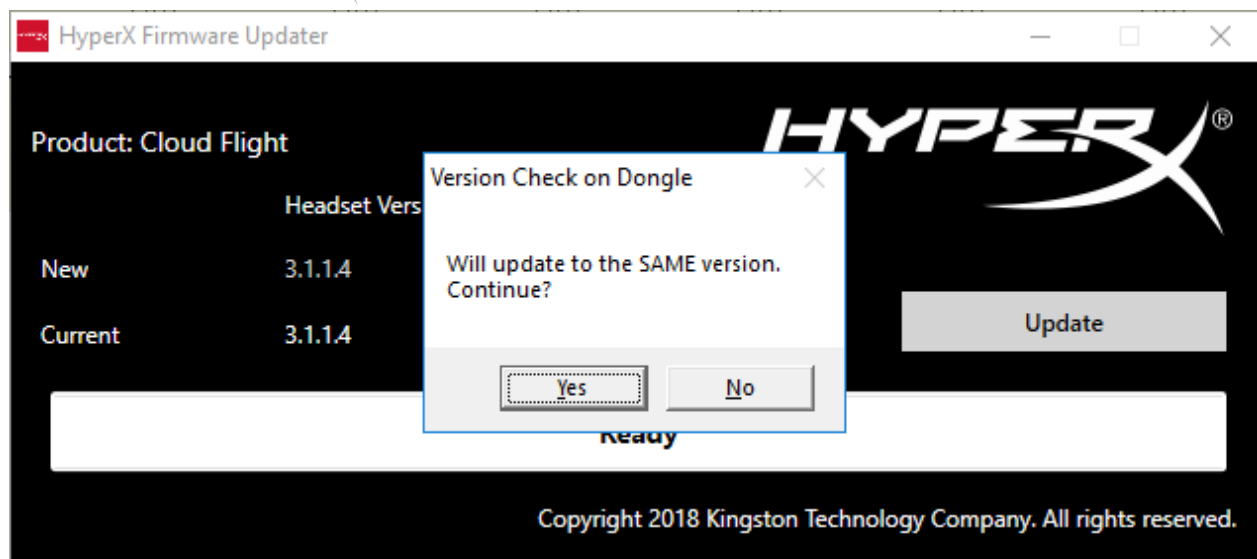 HyperX Firmware Updater
HYPERX®
Product: Cloud Flight
Version Check on Dongle
Headset Vers
New 3.1.1.4
Will update to the SAME version.
Continue?
Current 3.1.1.4
Update
Yes No
Ready
Copyright 2018 Kingston Technology Company. All rights reserved.